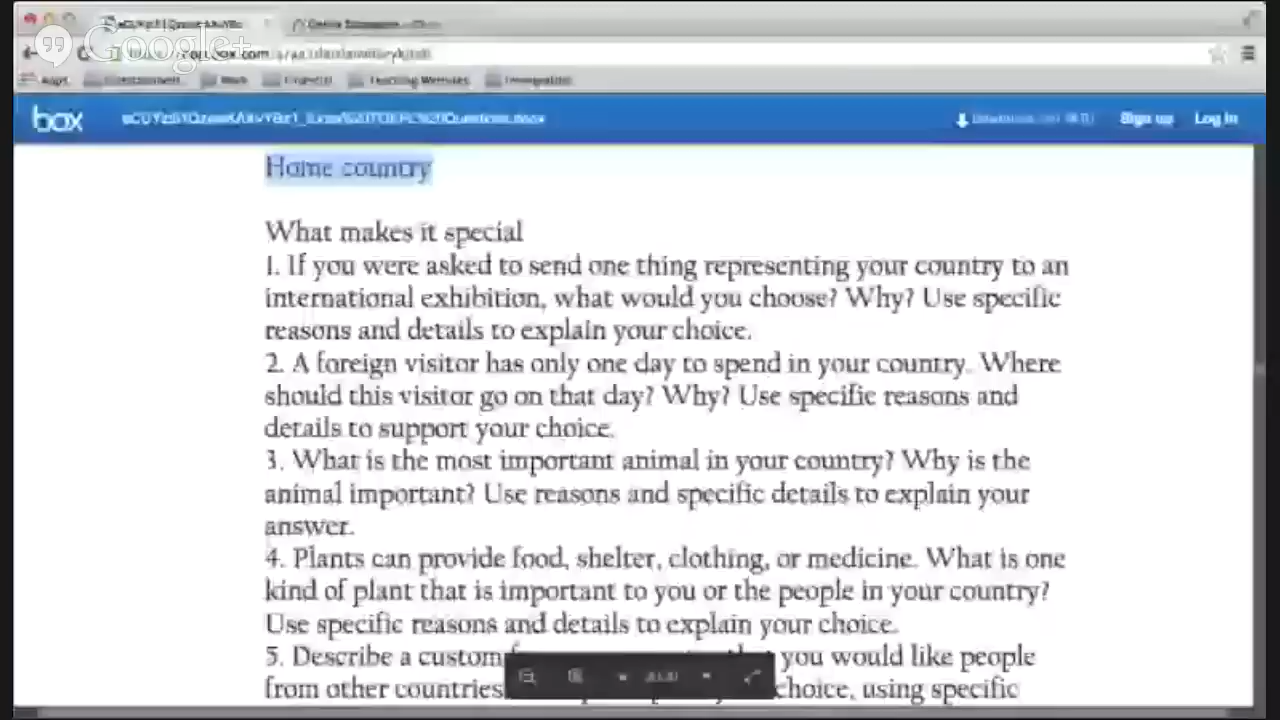 Google+
Apps
Teaching Websites
box
Sign up
Log In
Home country
What makes it special
1. If you were asked to send one thing representing your country to an
international exhibition, what would you choose? Why? Use specific
reasons and details to explain your choice.
2. A foreign visitor has only one day to spend in your country. Where
should this visitor go on that day? Why? Use specific reasons and
details to support your choice.
3. What is the most important animal in your country? Why is the
animal important? Use reasons and specific details to explain your
answer.
4. Plants can provide food, shelter, clothing, or medicine. What is one
kind of plant that is important to you or the people in your country?
Use specific reasons and details to explain your choice.
5. Describe a custom you would like people
from other countries choice, using specific